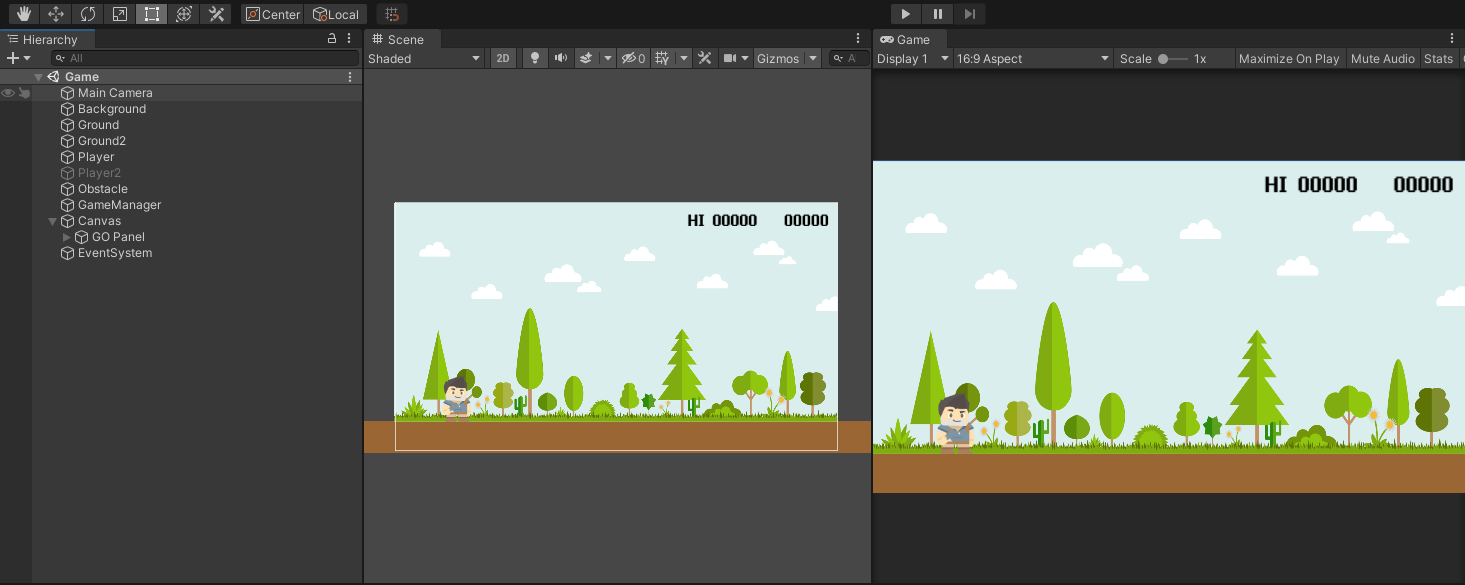 Center Local
Hierarchy
All
Game
Main Camera
Background
Ground
Ground2
Player
Player2
Obstacle
GameManager
Canvas
GO Panel
EventSystem
Scene
Shaded 2D 0 Gizmos A
HI 00000 00000
Game
Display 1 16:9 Aspect Scale 1x Maximize On Play Mute Audio Stats
HI 00000 00000